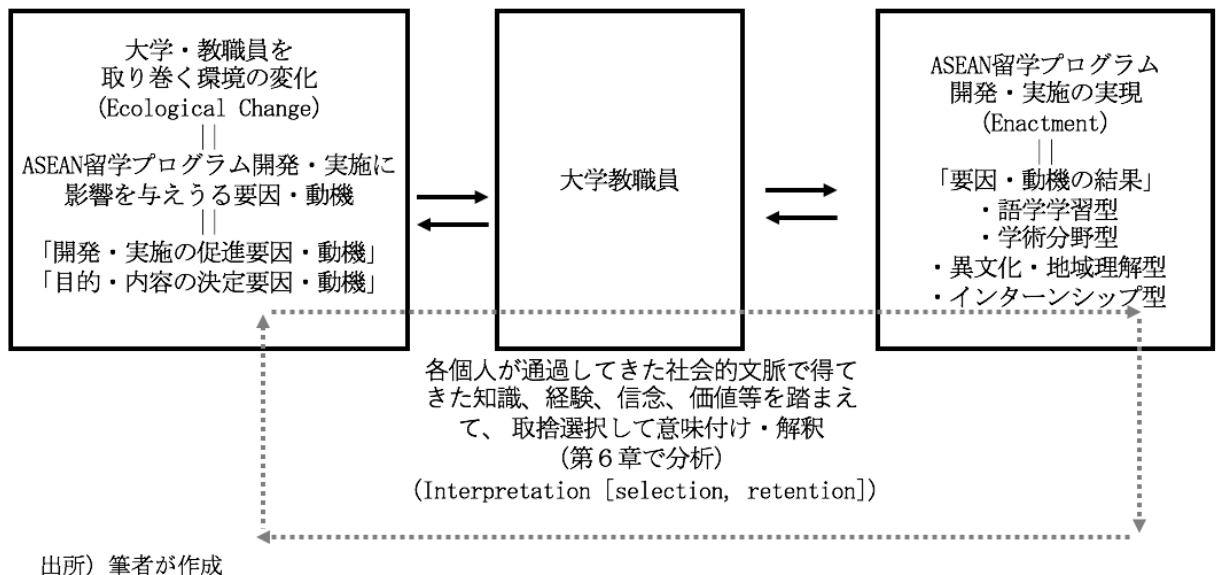 大学・教職員を
取り巻く環境の変化
(Ecological Change)
||
ASEAN留学プログラム開発・実施に
影響を与えうる要因・動機
||
「開発・実施の促進要因・動機」
「目的・内容の決定要因・動機」
大学教職員
ASEAN留学プログラム
開発・実施の実現
(Enactment)
||
「要因・動機の結果」
・語学学習型
・学術分野型
・異文化・地域理解型
・インターンシップ型
各個人が通過してきた社会的文脈で得て
きた知識、経験、信念、価値等を踏まえ
て、 取捨選択して意味付け・解釈
(第6章で分析)
(Interpretation [selection, retention])
出所) 筆者が作成